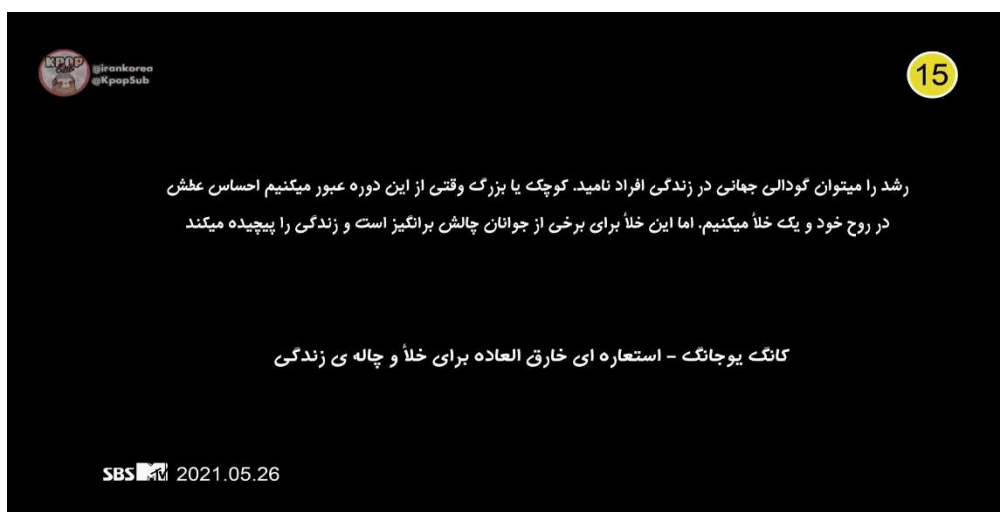 KPOP
@irankorea
@KpopSub
15
رشد را میتوان گودالی جهانی در زندگی افراد نامید. کوچک یا بزرگ وقتی از این دوره عبور میکنیم احساس عطش
در روح خود و یک خلأ میکنیم. اما این خلأ برای برخی از جوانان چالش برانگیز است و زندگی را پیچیده میکند
کانگ یوجانگ - استعاره ای خارق العاده برای خلأ و چاله ی زندگی
SBS MTV 2021.05.26